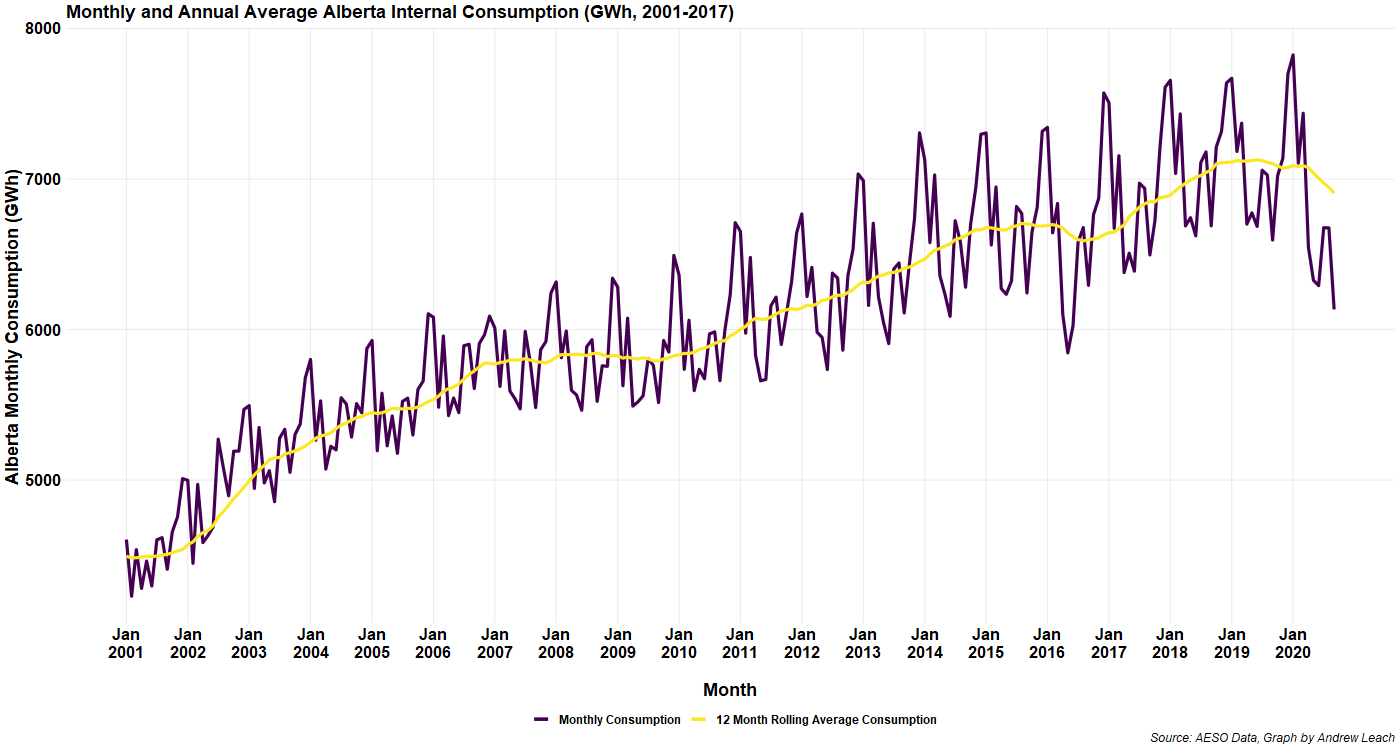 Monthly and Annual Average Alberta Internal Consumption (GWh, 2001-2017)
Alberta Monthly Consumption (GWh)
8000
7000
6000
5000
Jan Jan Jan Jan Jan Jan Jan Jan Jan Jan Jan Jan Jan Jan Jan Jan Jan Jan Jan Jan
2001 2002 2003 2004 2005 2006 2007 2008 2009 2010 2011 2012 2013 2014 2015 2016 2017 2018 2019 2020
Month
Monthly Consumption 12 Month Rolling Average Consumption
Source: AESO Data, Graph by Andrew Leach